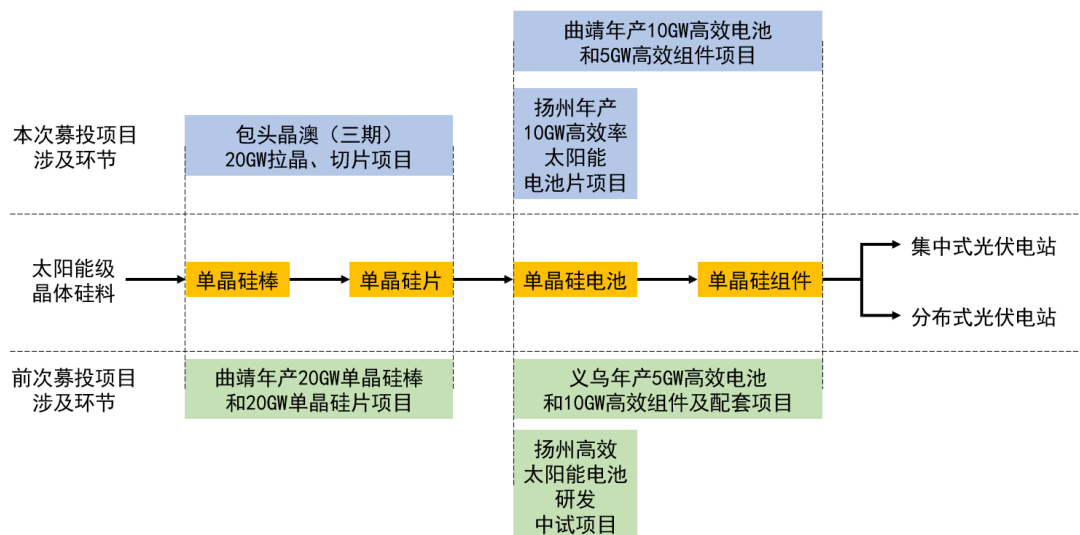 曲靖年产10GW高效电池
和5GW高效组件项目
本次募投项目
涉及环节
包头晶澳（三期）
20GW拉晶、切片项目
扬州年产
10GW高效率
太阳能
电池片项目
太阳能级
晶体硅料
单晶硅棒
单晶硅片
单晶硅电池
单晶硅组件
集中式光伏电站
分布式光伏电站
前次募投项目
涉及环节
曲靖年产20GW单晶硅棒
和20GW单晶硅片项目
义乌年产5GW高效电池
和10GW高效组件及配套项目
扬州高效
太阳能电池
研发
中试项目